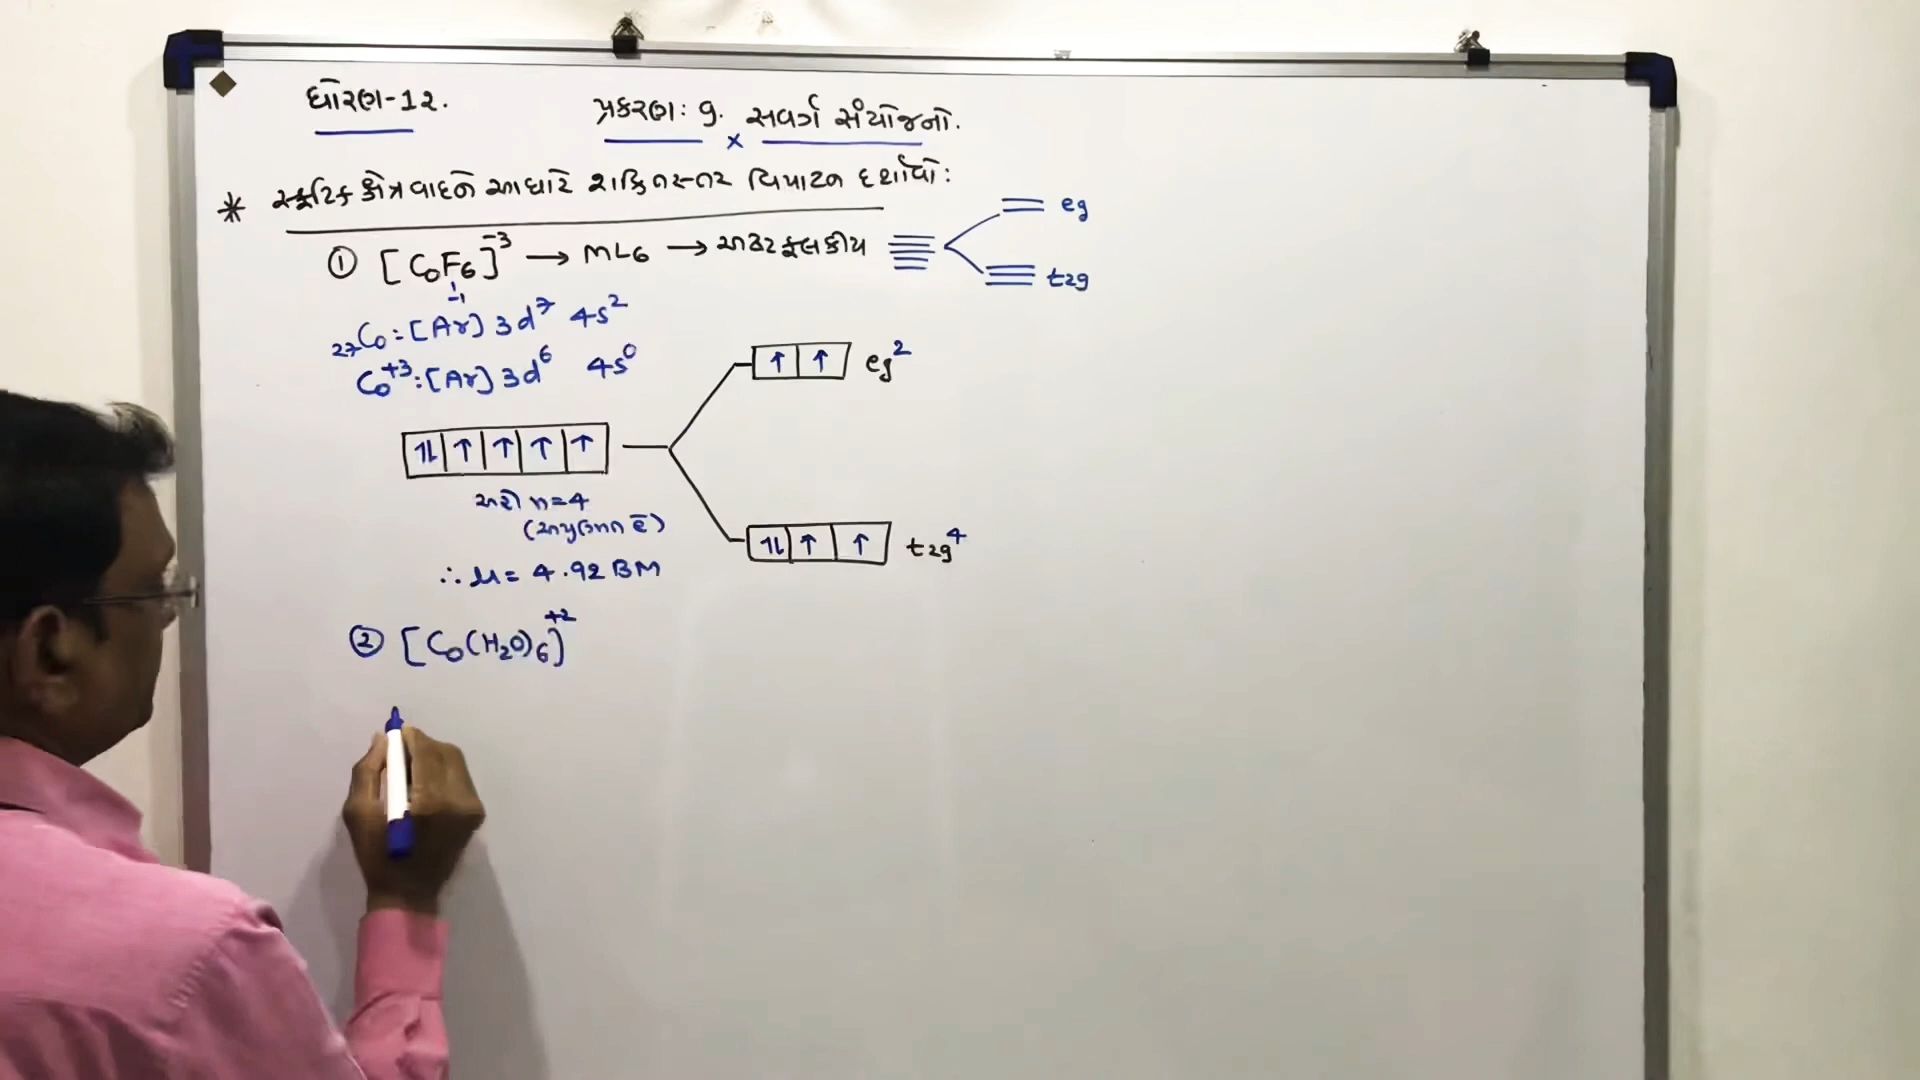 ધોરણ-12.
પ્રકરણ: 9. સવર્ગ સંયોજનો.
x
* સ્ફટિક ક્ષેત્રવાદને આધારે શક્તિસ્તર વિપાટન દર્શાવો:
① [CoF6]⁻³ → ML6 → અષ્ટફલકીય
eg
t2g
-1
27Co: [Ar] 3d⁷ 4s²
Co⁺³: [Ar] 3d⁶ 4s⁰
↑ ↑ eg²
↑↓ ↑ ↑ ↑ ↑
અહીં n=4
(અયુગ્મિત e̅)
↑↓ ↑ ↑ t2g⁴
∴ μ = 4.92 BM
② [Co(H₂O)6]⁺²